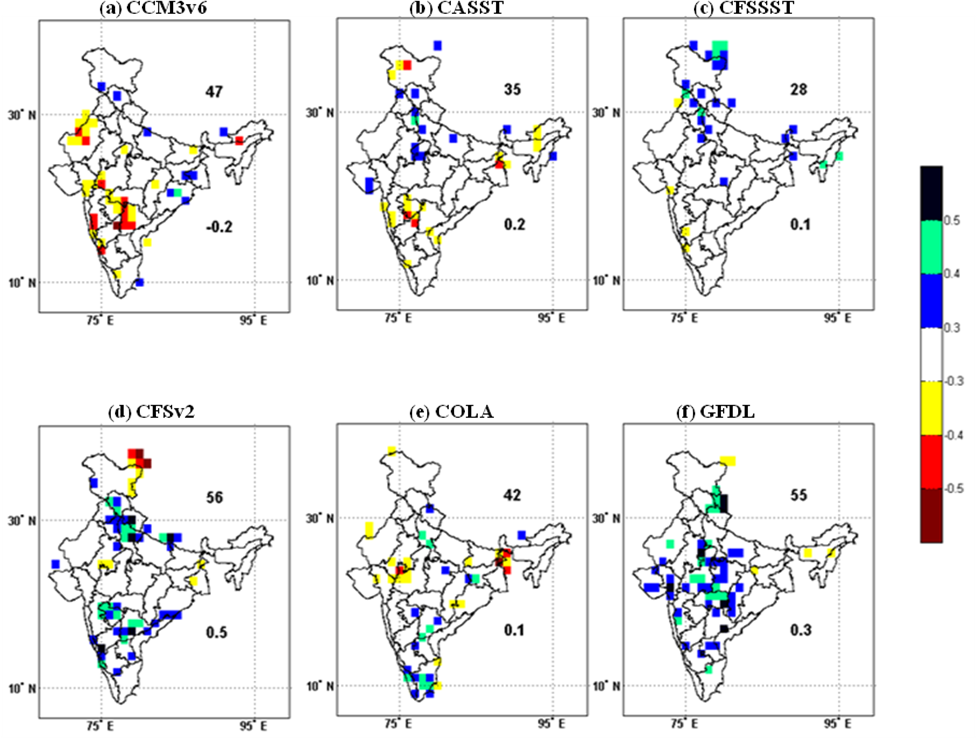 (a) CCM3v6
(b) CASST
(c) CFSSST
47
35
28
30° N
30° N
30° N
-0.2
0.2
0.1
10° N
10° N
10° N
75° E
95° E
75° E
95° E
75° E
95° E
0.5
0.4
0.3
-0.3
-0.4
-0.5
(d) CFSv2
(e) COLA
(f) GFDL
56
42
55
30° N
30° N
30° N
0.5
0.1
0.3
10° N
10° N
10° N
75° E
95° E
75° E
95° E
75° E
95° E